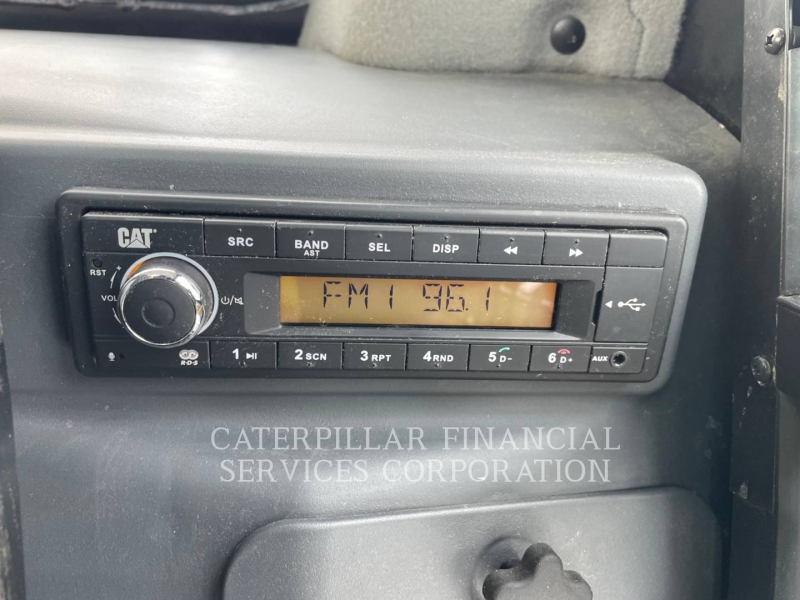 CAT
SRC
BAND
AST
SEL
DISP
RST
VOL
FM1 96.1
R·D·S
1
2 SCN
3 RPT
4 RND
5 D-
6 D+
AUX
CATERPILLAR FINANCIAL
SERVICES CORPORATION